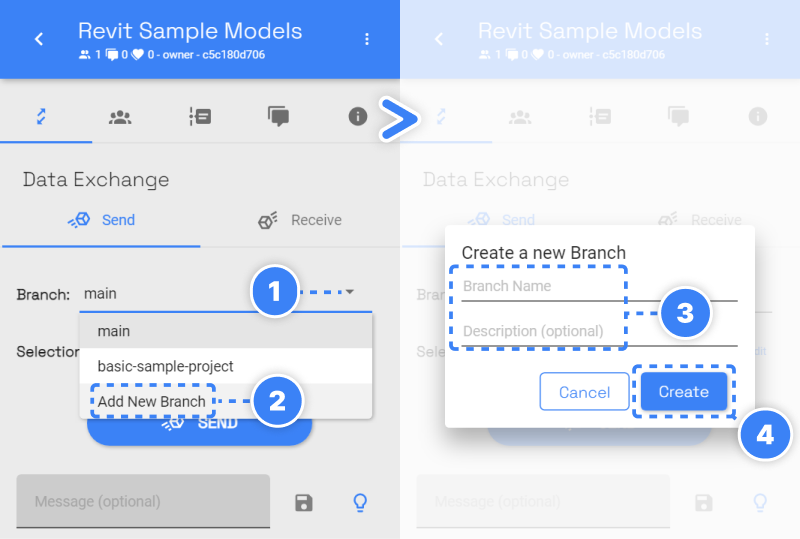 Revit Sample Models
1 0 0 - owner - c5c180d706
Data Exchange
Send
Receive
Branch: main
1
main
Selection
basic-sample-project
Add New Branch
2
SEND
Message (optional)
Revit Sample Models
1 0 0 - owner - c5c180d706
Data Exchange
Send
Receive
Create a new Branch
Branch Name
Description (optional)
3
Cancel
Create
4
Message (optional)